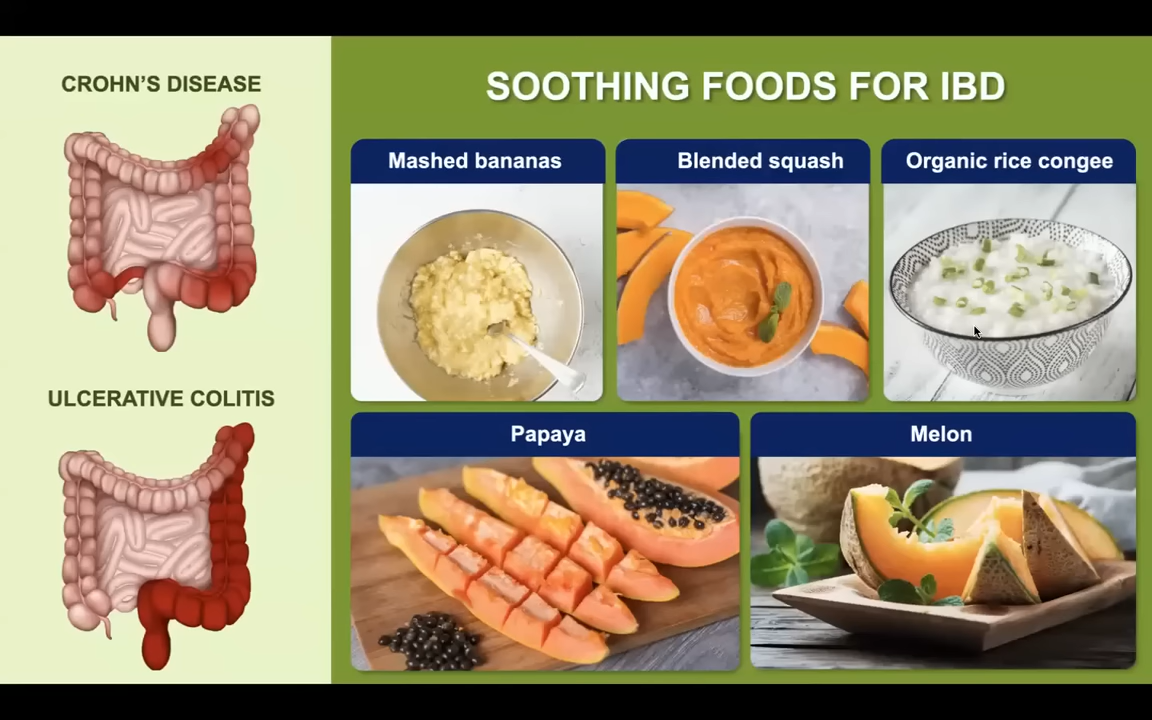 CROHN'S DISEASE
ULCERATIVE COLITIS
SOOTHING FOODS FOR IBD
Mashed bananas
Blended squash
Organic rice congee
Papaya
Melon